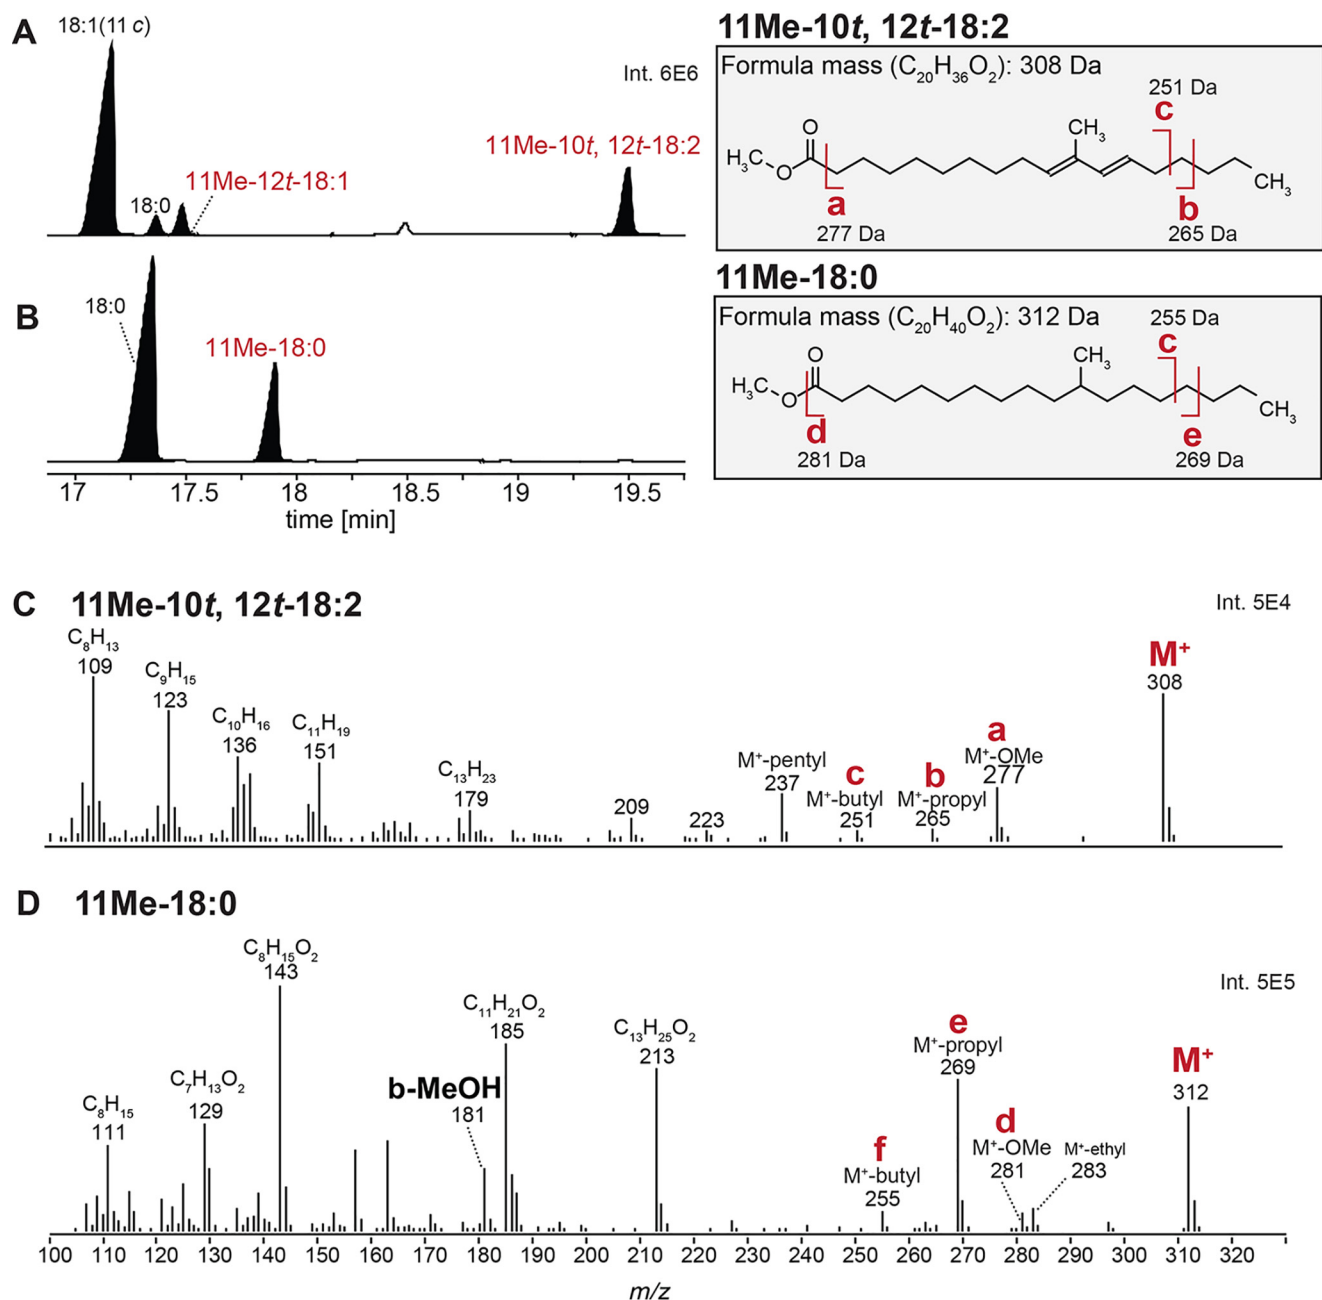 A
18:1(11 c)
Int. 6E6
18:0
11Me-12t-18:1
11Me-10t, 12t-18:2
B
18:0
11Me-18:0
17 17.5 18 18.5 19 19.5
time [min]
11Me-10t, 12t-18:2
Formula mass (C20H36O2): 308 Da
251 Da
c
O
CH3
H3C
O
CH3
a
b
277 Da
265 Da
11Me-18:0
Formula mass (C20H40O2): 312 Da
255 Da
c
O
CH3
H3C
O
CH3
d
e
281 Da
269 Da
C 11Me-10t, 12t-18:2
Int. 5E4
C8H13
109
C9H15
123
C10H16
136
C11H19
151
C13H23
179
209
223
M+-pentyl
237
c
M+-butyl
251
b
M+-propyl
265
a
M+-OMe
277
M+
308
D 11Me-18:0
Int. 5E5
C8H15
111
C7H13O2
129
C8H15O2
143
b-MeOH
181
C11H21O2
185
C13H25O2
213
f
M+-butyl
255
e
M+-propyl
269
d
M+-OMe
281
M+-ethyl
283
M+
312
100 110 120 130 140 150 160 170 180 190 200 210 220 230 240 250 260 270 280 290 300 310 320
m/z